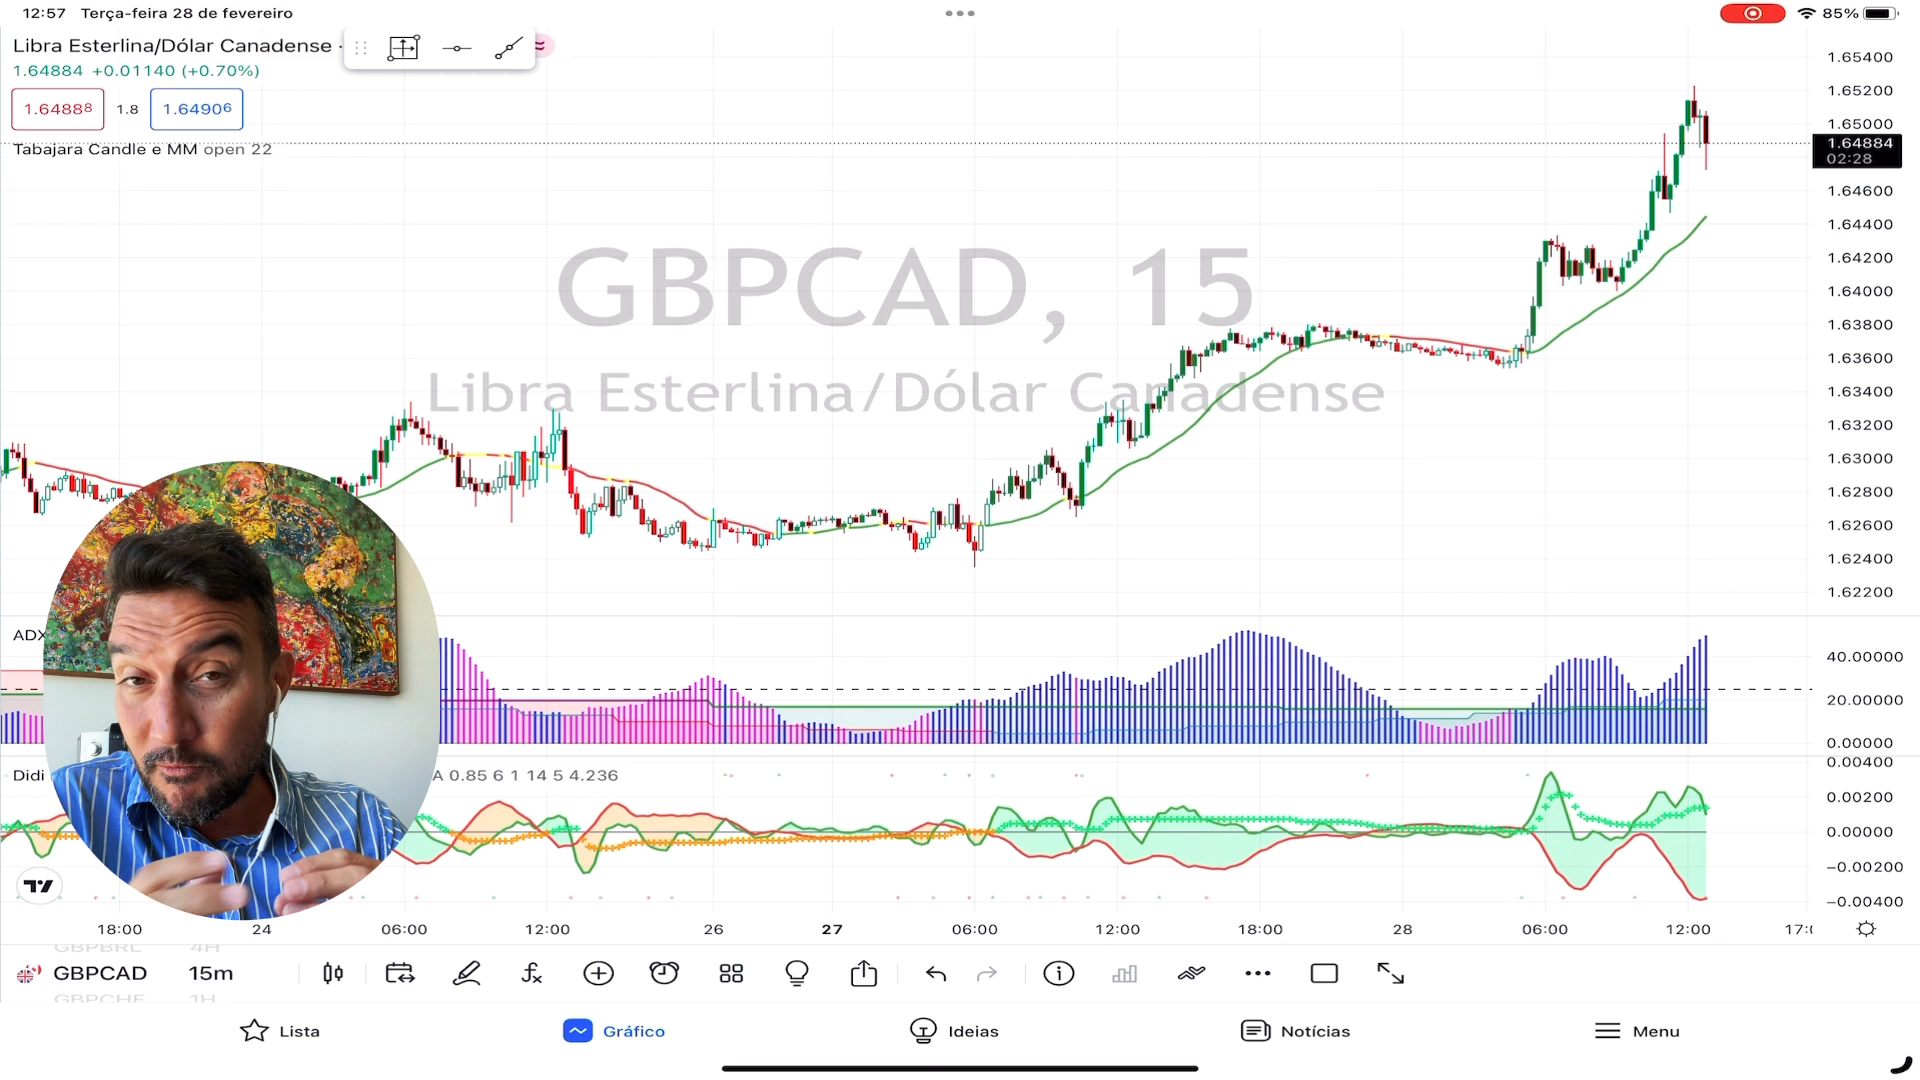 12:57 Terça-feira 28 de fevereiro
85%
Libra Esterlina/Dólar Canadense
1.64884 +0.01140 (+0.70%)
1.64888 1.8 1.64906
Tabajara Candle e MM open 22
GBPCAD, 15
Libra Esterlina/Dólar Canadense
1.65400
1.65200
1.65000
1.64884
02:28
1.64600
1.64400
1.64200
1.64000
1.63800
1.63600
1.63400
1.63200
1.63000
1.62800
1.62600
1.62400
1.62200
ADX
40.00000
20.00000
0.00000
Didi
A 0.85 6 1 14 5 4.236
0.00400
0.00200
0.00000
−0.00200
−0.00400
18:00 24 06:00 12:00 26 27 06:00 12:00 18:00 28 06:00 12:00
GBPBRL 4H
GBPCAD 15m
GBPCHF 1H
Lista Gráfico Ideias Notícias Menu